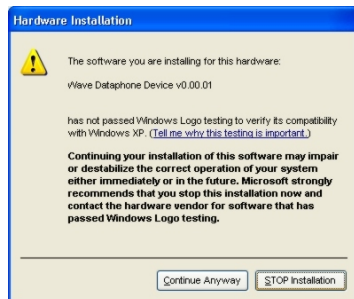 Hardware Installation
The software you are installing for this hardware:
Wave Dataphone Device v0.00.01
has not passed Windows Logo testing to verify its compatibility
with Windows XP. (Tell me why this testing is important.)
Continuing your installation of this software may impair
or destabilize the correct operation of your system
either immediately or in the future. Microsoft strongly
recommends that you stop this installation now and
contact the hardware vendor for software that has
passed Windows Logo testing.
Continue Anyway STOP Installation